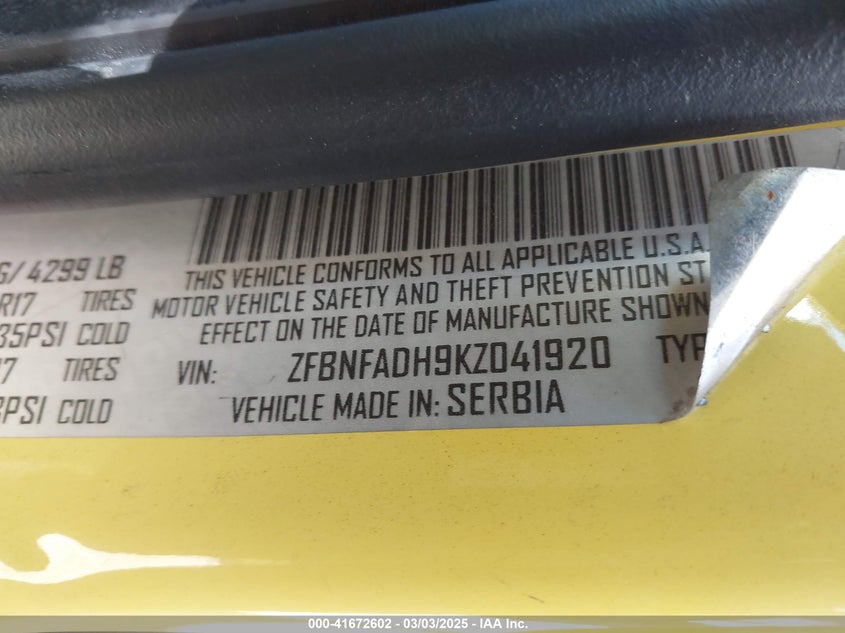 G/ 4299 LB
R17 TIRES
35PSI COLD
7 TIRES
PSI COLD
THIS VEHICLE CONFORMS TO ALL APPLICABLE U.S.A.
MOTOR VEHICLE SAFETY AND THEFT PREVENTION ST
EFFECT ON THE DATE OF MANUFACTURE SHOWN
VIN: ZFBNFADH9KZ041920 TYP
VEHICLE MADE IN: SERBIA
000-41672602 - 03/03/2025 - IAA Inc.